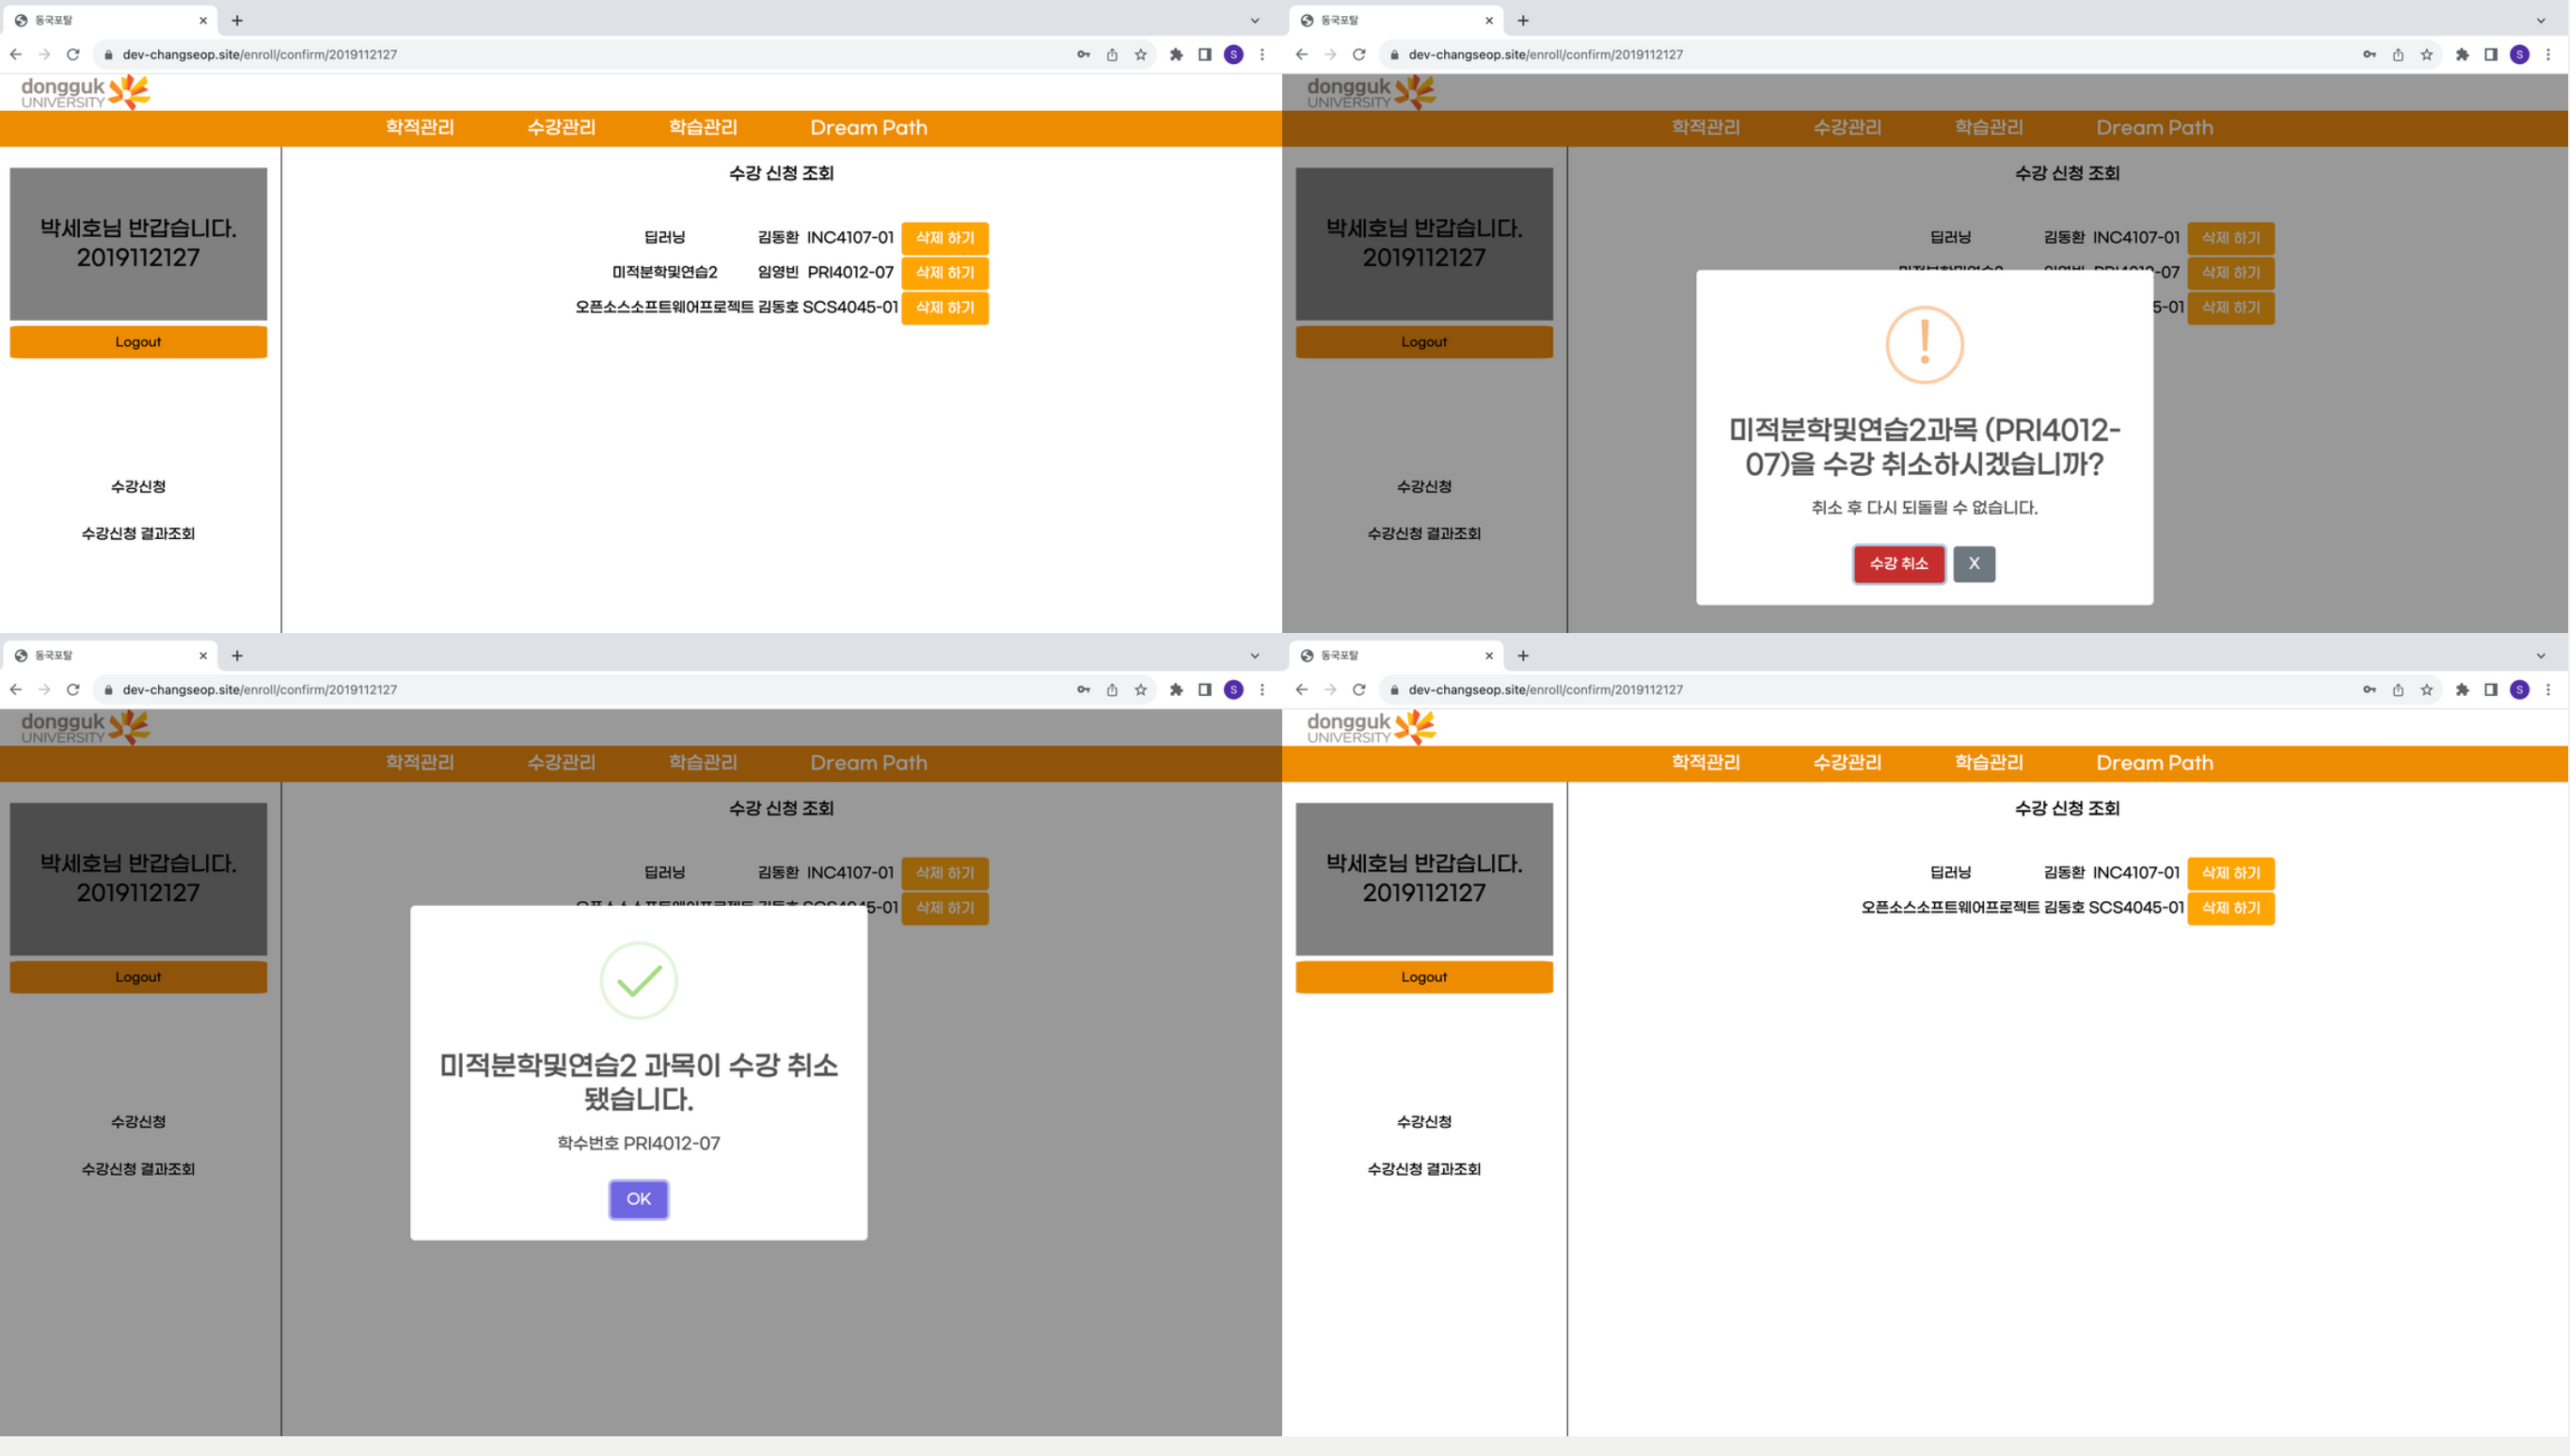 동국포탈
dev-changseop.site/enroll/confirm/2019112127
S
dongguk
UNIVERSITY
학적관리 수강관리 학습관리 Dream Path
박세호님 반갑습니다.
2019112127
Logout
수강신청
수강신청 결과조회
수강 신청 조회
딥러닝 김동환 INC4107-01 삭제 하기
미적분학및연습2 임영빈 PRI4012-07 삭제 하기
오픈소스소프트웨어프로젝트 김동호 SCS4045-01 삭제 하기
동국포탈
dev-changseop.site/enroll/confirm/2019112127
S
dongguk
UNIVERSITY
학적관리 수강관리 학습관리 Dream Path
박세호님 반갑습니다.
2019112127
Logout
수강신청
수강신청 결과조회
수강 신청 조회
딥러닝 김동환 INC4107-01 삭제 하기
-07 삭제 하기
5-01 삭제 하기
!
미적분학및연습2과목 (PRI4012-
07)을 수강 취소하시겠습니까?
취소 후 다시 되돌릴 수 없습니다.
수강 취소 X
동국포탈
dev-changseop.site/enroll/confirm/2019112127
S
dongguk
UNIVERSITY
학적관리 수강관리 학습관리 Dream Path
박세호님 반갑습니다.
2019112127
Logout
수강신청
수강신청 결과조회
수강 신청 조회
딥러닝 김동환 INC4107-01 삭제 하기
5-01 삭제 하기
미적분학및연습2 과목이 수강 취소
됐습니다.
학수번호 PRI4012-07
OK
동국포탈
dev-changseop.site/enroll/confirm/2019112127
S
dongguk
UNIVERSITY
학적관리 수강관리 학습관리 Dream Path
박세호님 반갑습니다.
2019112127
Logout
수강신청
수강신청 결과조회
수강 신청 조회
딥러닝 김동환 INC4107-01 삭제 하기
오픈소스소프트웨어프로젝트 김동호 SCS4045-01 삭제 하기